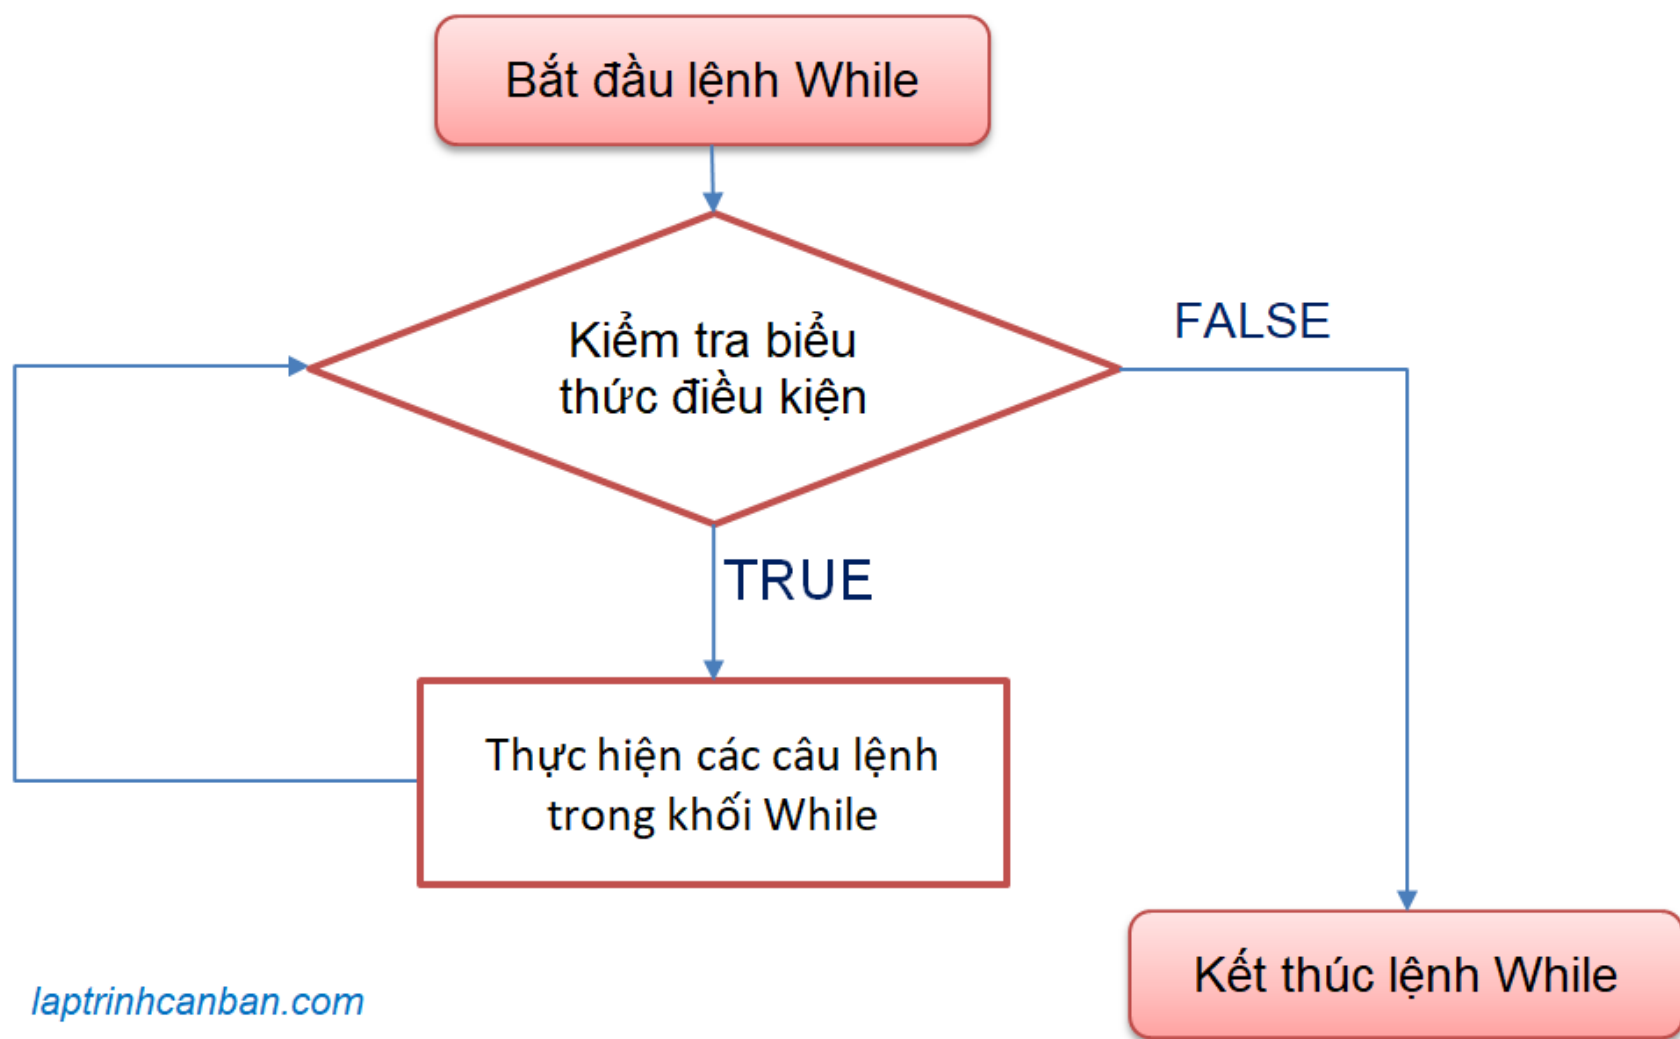 Bắt đầu lệnh While
Kiểm tra biểu
thức điều kiện
FALSE
TRUE
Thực hiện các câu lệnh
trong khối While
Kết thúc lệnh While
laptrinhcanban.com